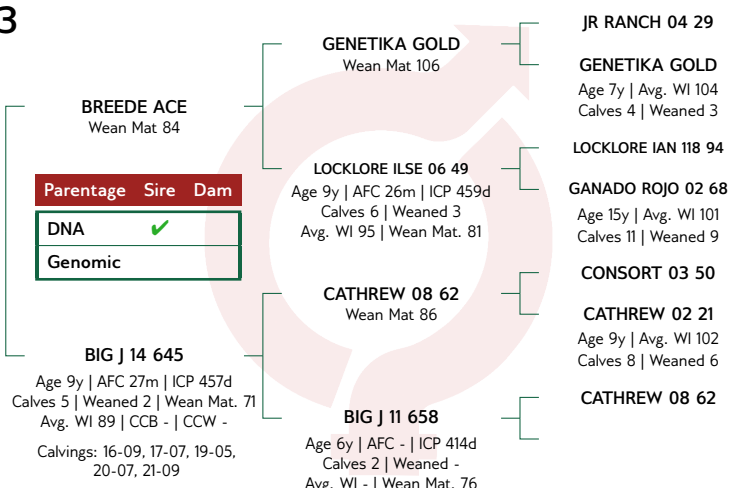 3
BREEDE ACE
Wean Mat 84
Parentage Sire Dam
DNA ✔
Genomic
BIG J 14 645
Age 9y | AFC 27m | ICP 457d
Calves 5 | Weaned 2 | Wean Mat. 71
Avg. WI 89 | CCB - | CCW -
Calvings: 16-09, 17-07, 19-05,
20-07, 21-09
GENETIKA GOLD
Wean Mat 106
LOCKLORE ILSE 06 49
Age 9y | AFC 26m | ICP 459d
Calves 6 | Weaned 3
Avg. WI 95 | Wean Mat. 81
CATHREW 08 62
Wean Mat 86
BIG J 11 658
Age 6y | AFC - | ICP 414d
Calves 2 | Weaned -
Avg. WI - | Wean Mat. 76
JR RANCH 04 29
GENETIKA GOLD
Age 7y | Avg. WI 104
Calves 4 | Weaned 3
LOCKLORE IAN 118 94
GANADO ROJO 02 68
Age 15y | Avg. WI 101
Calves 11 | Weaned 9
CONSORT 03 50
CATHREW 02 21
Age 9y | Avg. WI 102
Calves 8 | Weaned 6
CATHREW 08 62